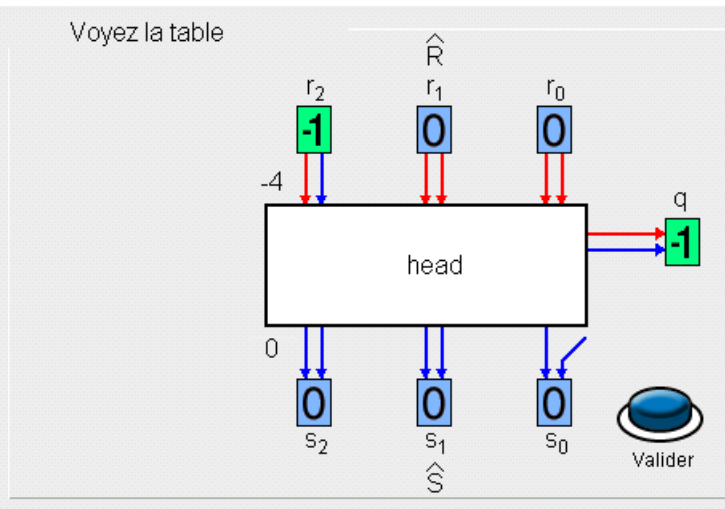 Voyez la table
R̂
r₂ r₁ r₀
-1 0 0
-4
q
-1
head
0
0 0 0
s₂ s₁ s₀
Valider
Ŝ